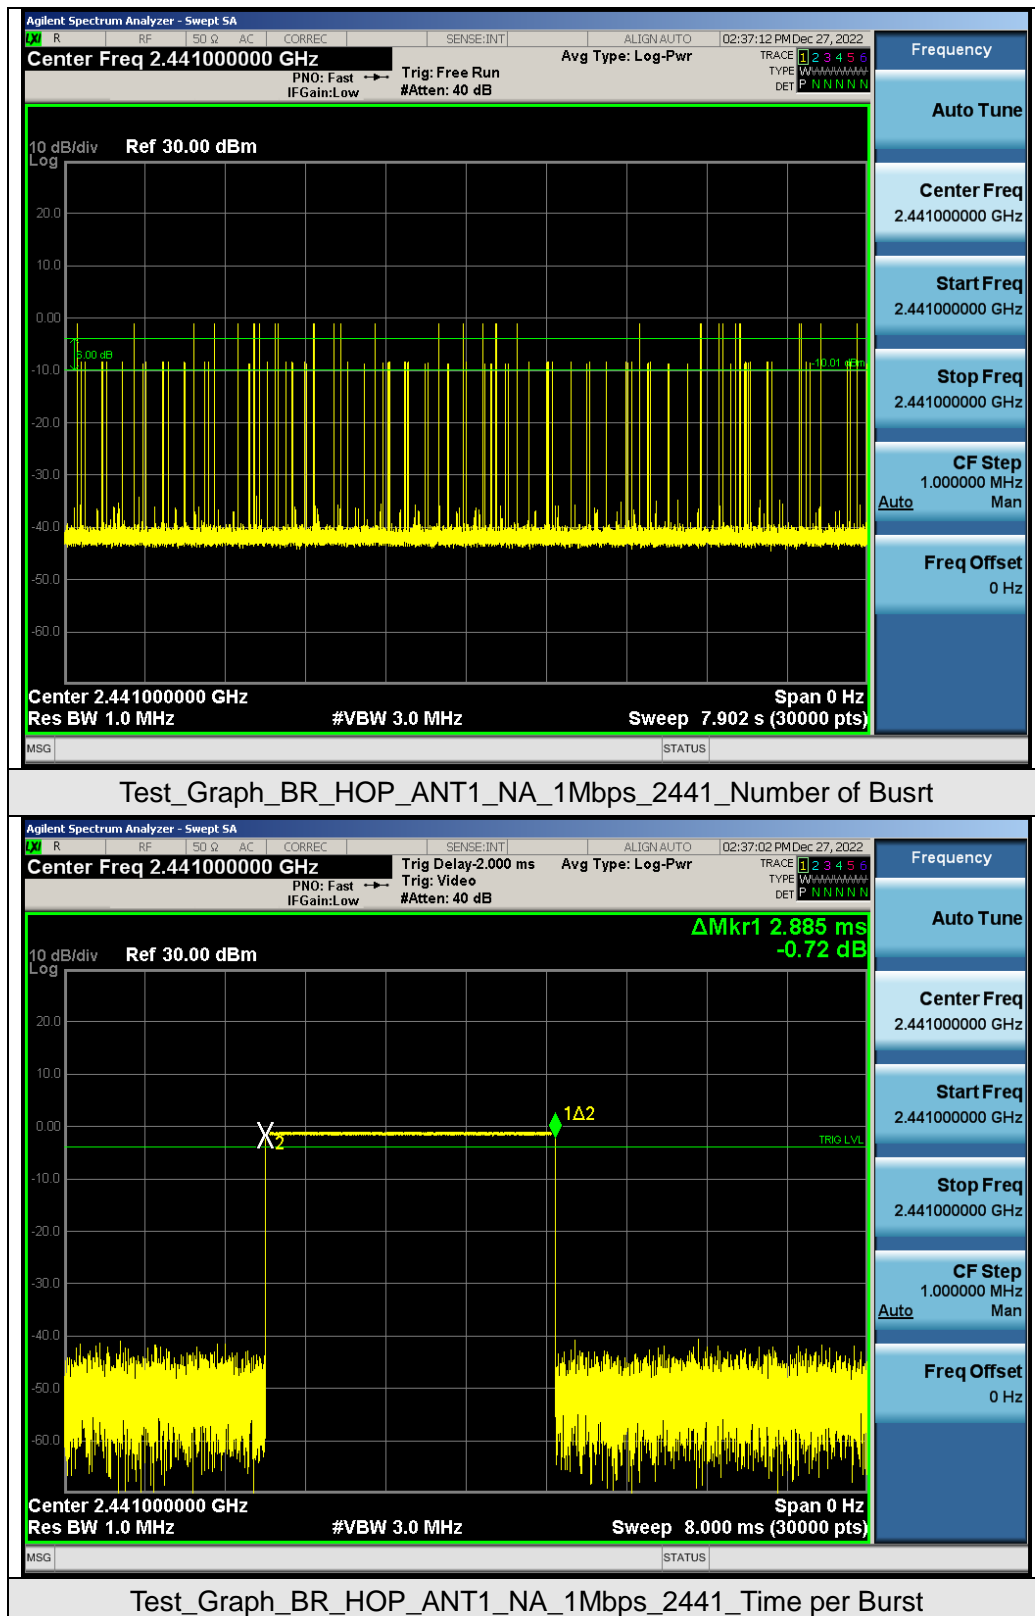 Agilent Spectrum Analyzer - Swept SA
LXI R RF 50 Ω AC CORREC SENSE:INT ALIGN AUTO 02:37:12 PM Dec 27, 2022
Center Freq 2.441000000 GHz
PNO: Fast
IFGain:Low
Trig: Free Run
#Atten: 40 dB
Avg Type: Log-Pwr
TRACE 1 2 3 4 5 6
TYPE WWWWWW
DET P N N N N N
Frequency
Auto Tune
Center Freq
2.441000000 GHz
Start Freq
2.441000000 GHz
Stop Freq
2.441000000 GHz
CF Step
1.000000 MHz
Auto Man
Freq Offset
0 Hz
10 dB/div Ref 30.00 dBm
Log
20.0
10.0
0.00
6.00 dB
-10.0
-10.01 dBm
-20.0
-30.0
-40.0
-50.0
-60.0
Center 2.441000000 GHz Span 0 Hz
Res BW 1.0 MHz #VBW 3.0 MHz Sweep 7.902 s (30000 pts)
MSG STATUS
Test_Graph_BR_HOP_ANT1_NA_1Mbps_2441_Number of Busrt
Agilent Spectrum Analyzer - Swept SA
LXI R RF 50 Ω AC CORREC SENSE:INT ALIGN AUTO 02:37:02 PM Dec 27, 2022
Center Freq 2.441000000 GHz
PNO: Fast
IFGain:Low
Trig Delay-2.000 ms
Trig: Video
#Atten: 40 dB
Avg Type: Log-Pwr
TRACE 1 2 3 4 5 6
TYPE WWWWWW
DET P N N N N N
Frequency
Auto Tune
Center Freq
2.441000000 GHz
Start Freq
2.441000000 GHz
Stop Freq
2.441000000 GHz
CF Step
1.000000 MHz
Auto Man
Freq Offset
0 Hz
ΔMkr1 2.885 ms
-0.72 dB
10 dB/div Ref 30.00 dBm
Log
20.0
10.0
0.00
1Δ2
2
TRIG LVL
-10.0
-20.0
-30.0
-40.0
-50.0
-60.0
Center 2.441000000 GHz Span 0 Hz
Res BW 1.0 MHz #VBW 3.0 MHz Sweep 8.000 ms (30000 pts)
MSG STATUS
Test_Graph_BR_HOP_ANT1_NA_1Mbps_2441_Time per Burst